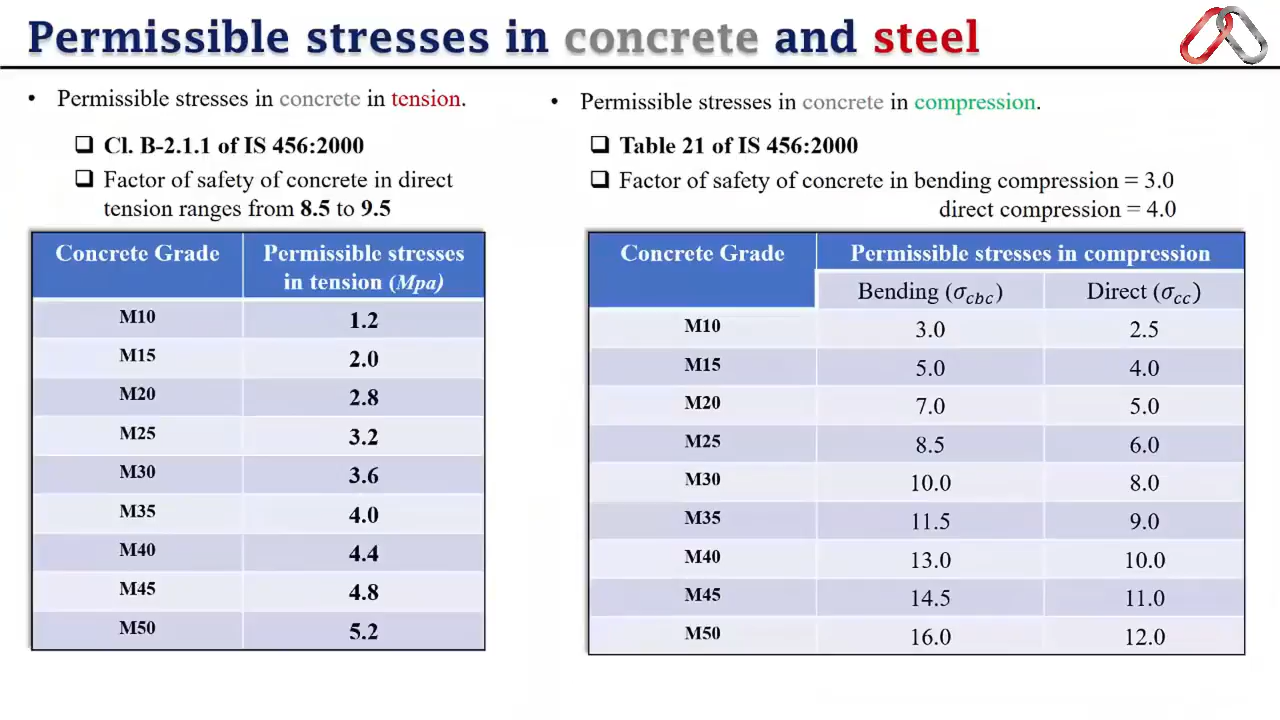 Permissible stresses in concrete and steel
• Permissible stresses in concrete in tension.
❑ Cl. B-2.1.1 of IS 456:2000
❑ Factor of safety of concrete in direct
tension ranges from 8.5 to 9.5
Concrete Grade Permissible stresses
in tension (Mpa)
M10 1.2
M15 2.0
M20 2.8
M25 3.2
M30 3.6
M35 4.0
M40 4.4
M45 4.8
M50 5.2
• Permissible stresses in concrete in compression.
❑ Table 21 of IS 456:2000
❑ Factor of safety of concrete in bending compression = 3.0
direct compression = 4.0
Concrete Grade Permissible stresses in compression
Bending (σcbc) Direct (σcc)
M10 3.0 2.5
M15 5.0 4.0
M20 7.0 5.0
M25 8.5 6.0
M30 10.0 8.0
M35 11.5 9.0
M40 13.0 10.0
M45 14.5 11.0
M50 16.0 12.0